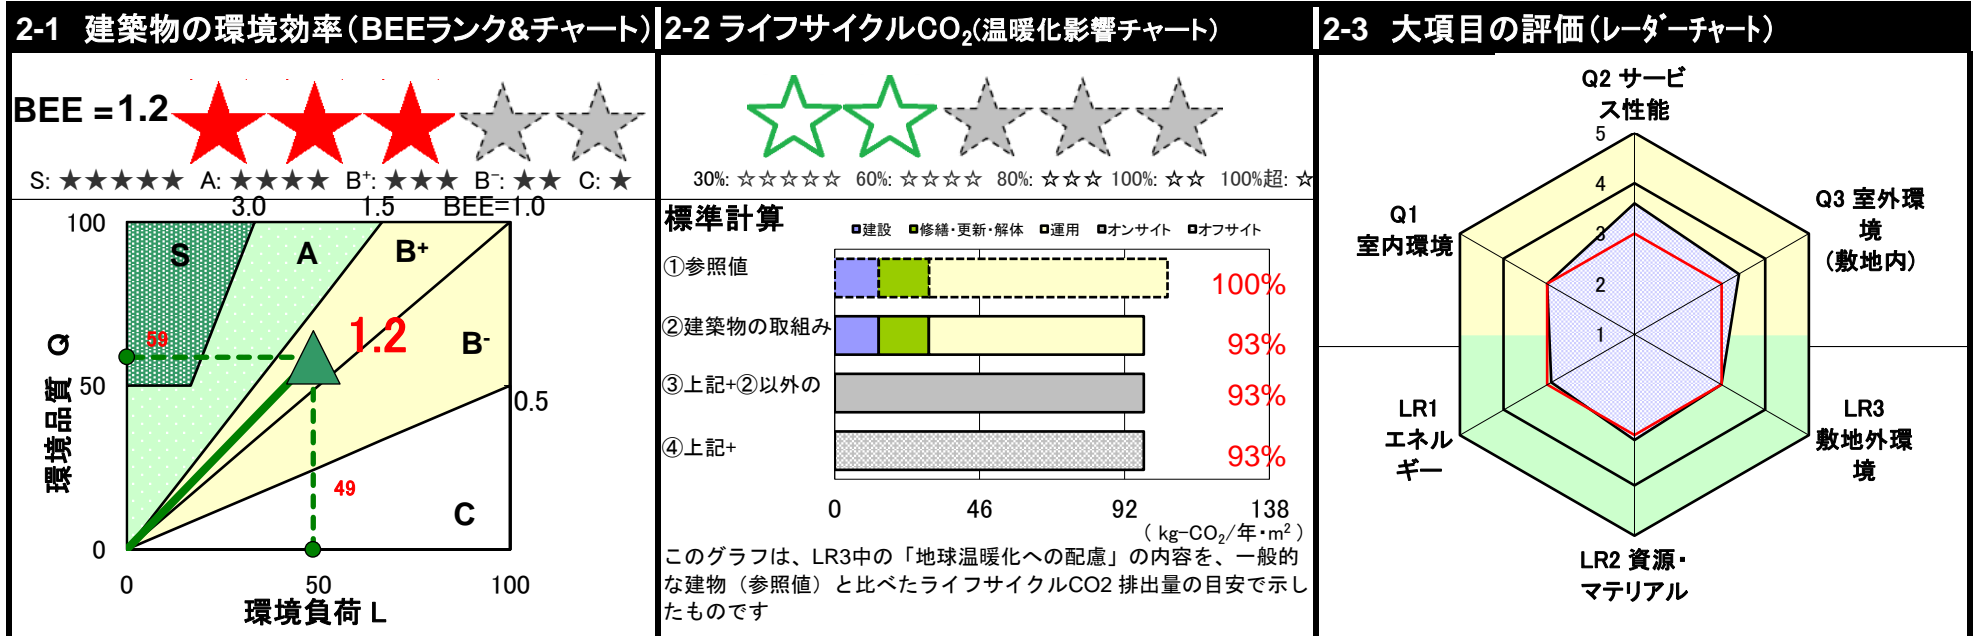 2-1 建築物の環境効率(BEEランク&チャート)
BEE = 1.2
S: ★★★★★ A: ★★★★ B⁺: ★★★ B⁻: ★★ C: ★
3.0 1.5 BEE=1.0
100
S
A
B⁺
1.2
59
B⁻
環境品質 Q
50
0.5
49
C
0
0 50 100
環境負荷 L
2-2 ライフサイクルCO₂(温暖化影響チャート)
30%: ☆☆☆☆☆ 60%: ☆☆☆☆ 80%: ☆☆☆ 100%: ☆☆ 100%超: ☆
標準計算
建設 修繕・更新・解体 運用 オンサイト オフサイト
①参照値
100%
②建築物の取組み
93%
③上記+②以外の
93%
④上記+
93%
0 46 92 138
( kg-CO₂/年・m² )
このグラフは、LR3中の「地球温暖化への配慮」の内容を、一般的
な建物(参照値)と比べたライフサイクルCO2 排出量の目安で示し
たものです
2-3 大項目の評価(レーダーチャート)
Q2 サービ
ス性能
5
4
3
2
1
Q1
室内環境
Q3 室外環
境
(敷地内)
LR1
エネル
ギー
LR3
敷地外環
境
LR2 資源・
マテリアル